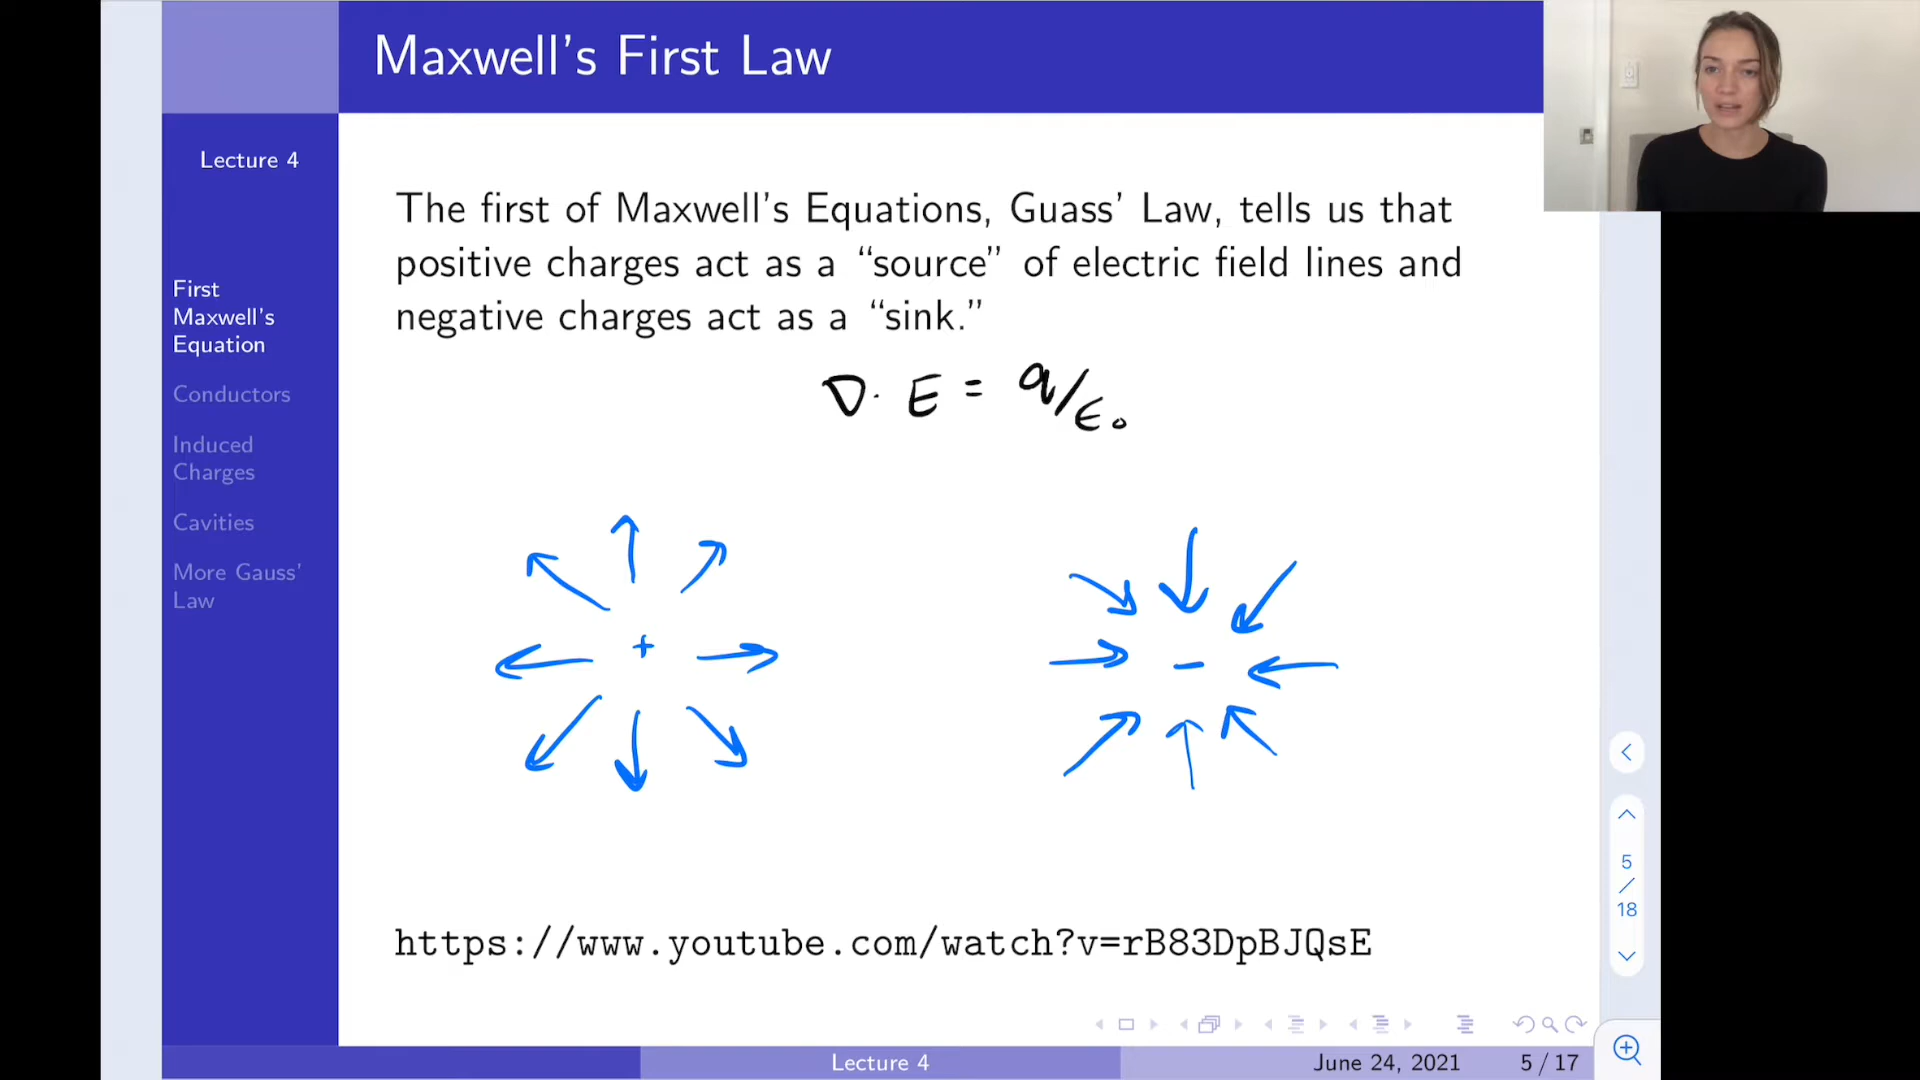 Maxwell's First Law
Lecture 4
First
Maxwell's
Equation
Conductors
Induced
Charges
Cavities
More Gauss'
Law
The first of Maxwell's Equations, Guass' Law, tells us that
positive charges act as a “source” of electric field lines and
negative charges act as a “sink.”
∇· E = q/ε₀
+
−
https://www.youtube.com/watch?v=rB83DpBJQsE
5
/
18
Lecture 4
June 24, 2021
5 / 17